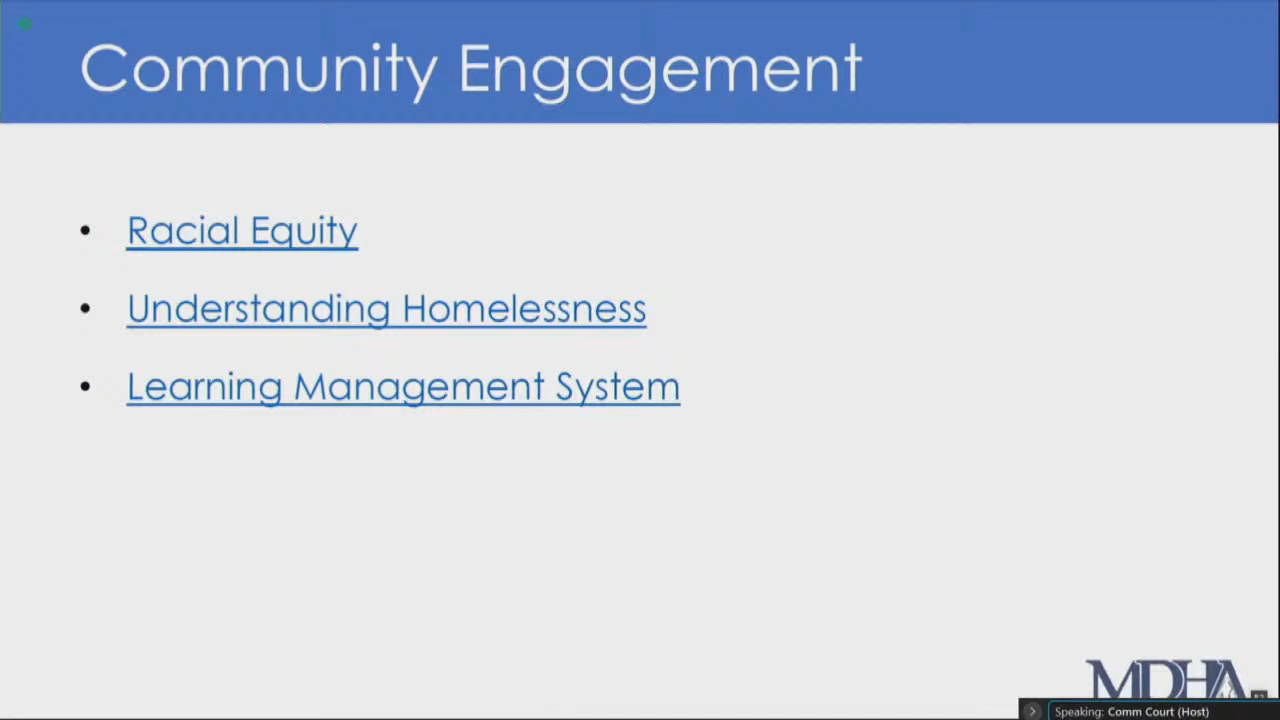 Community Engagement
• Racial Equity
• Understanding Homelessness
• Learning Management System
MDHA
Speaking: Comm Court (Host)